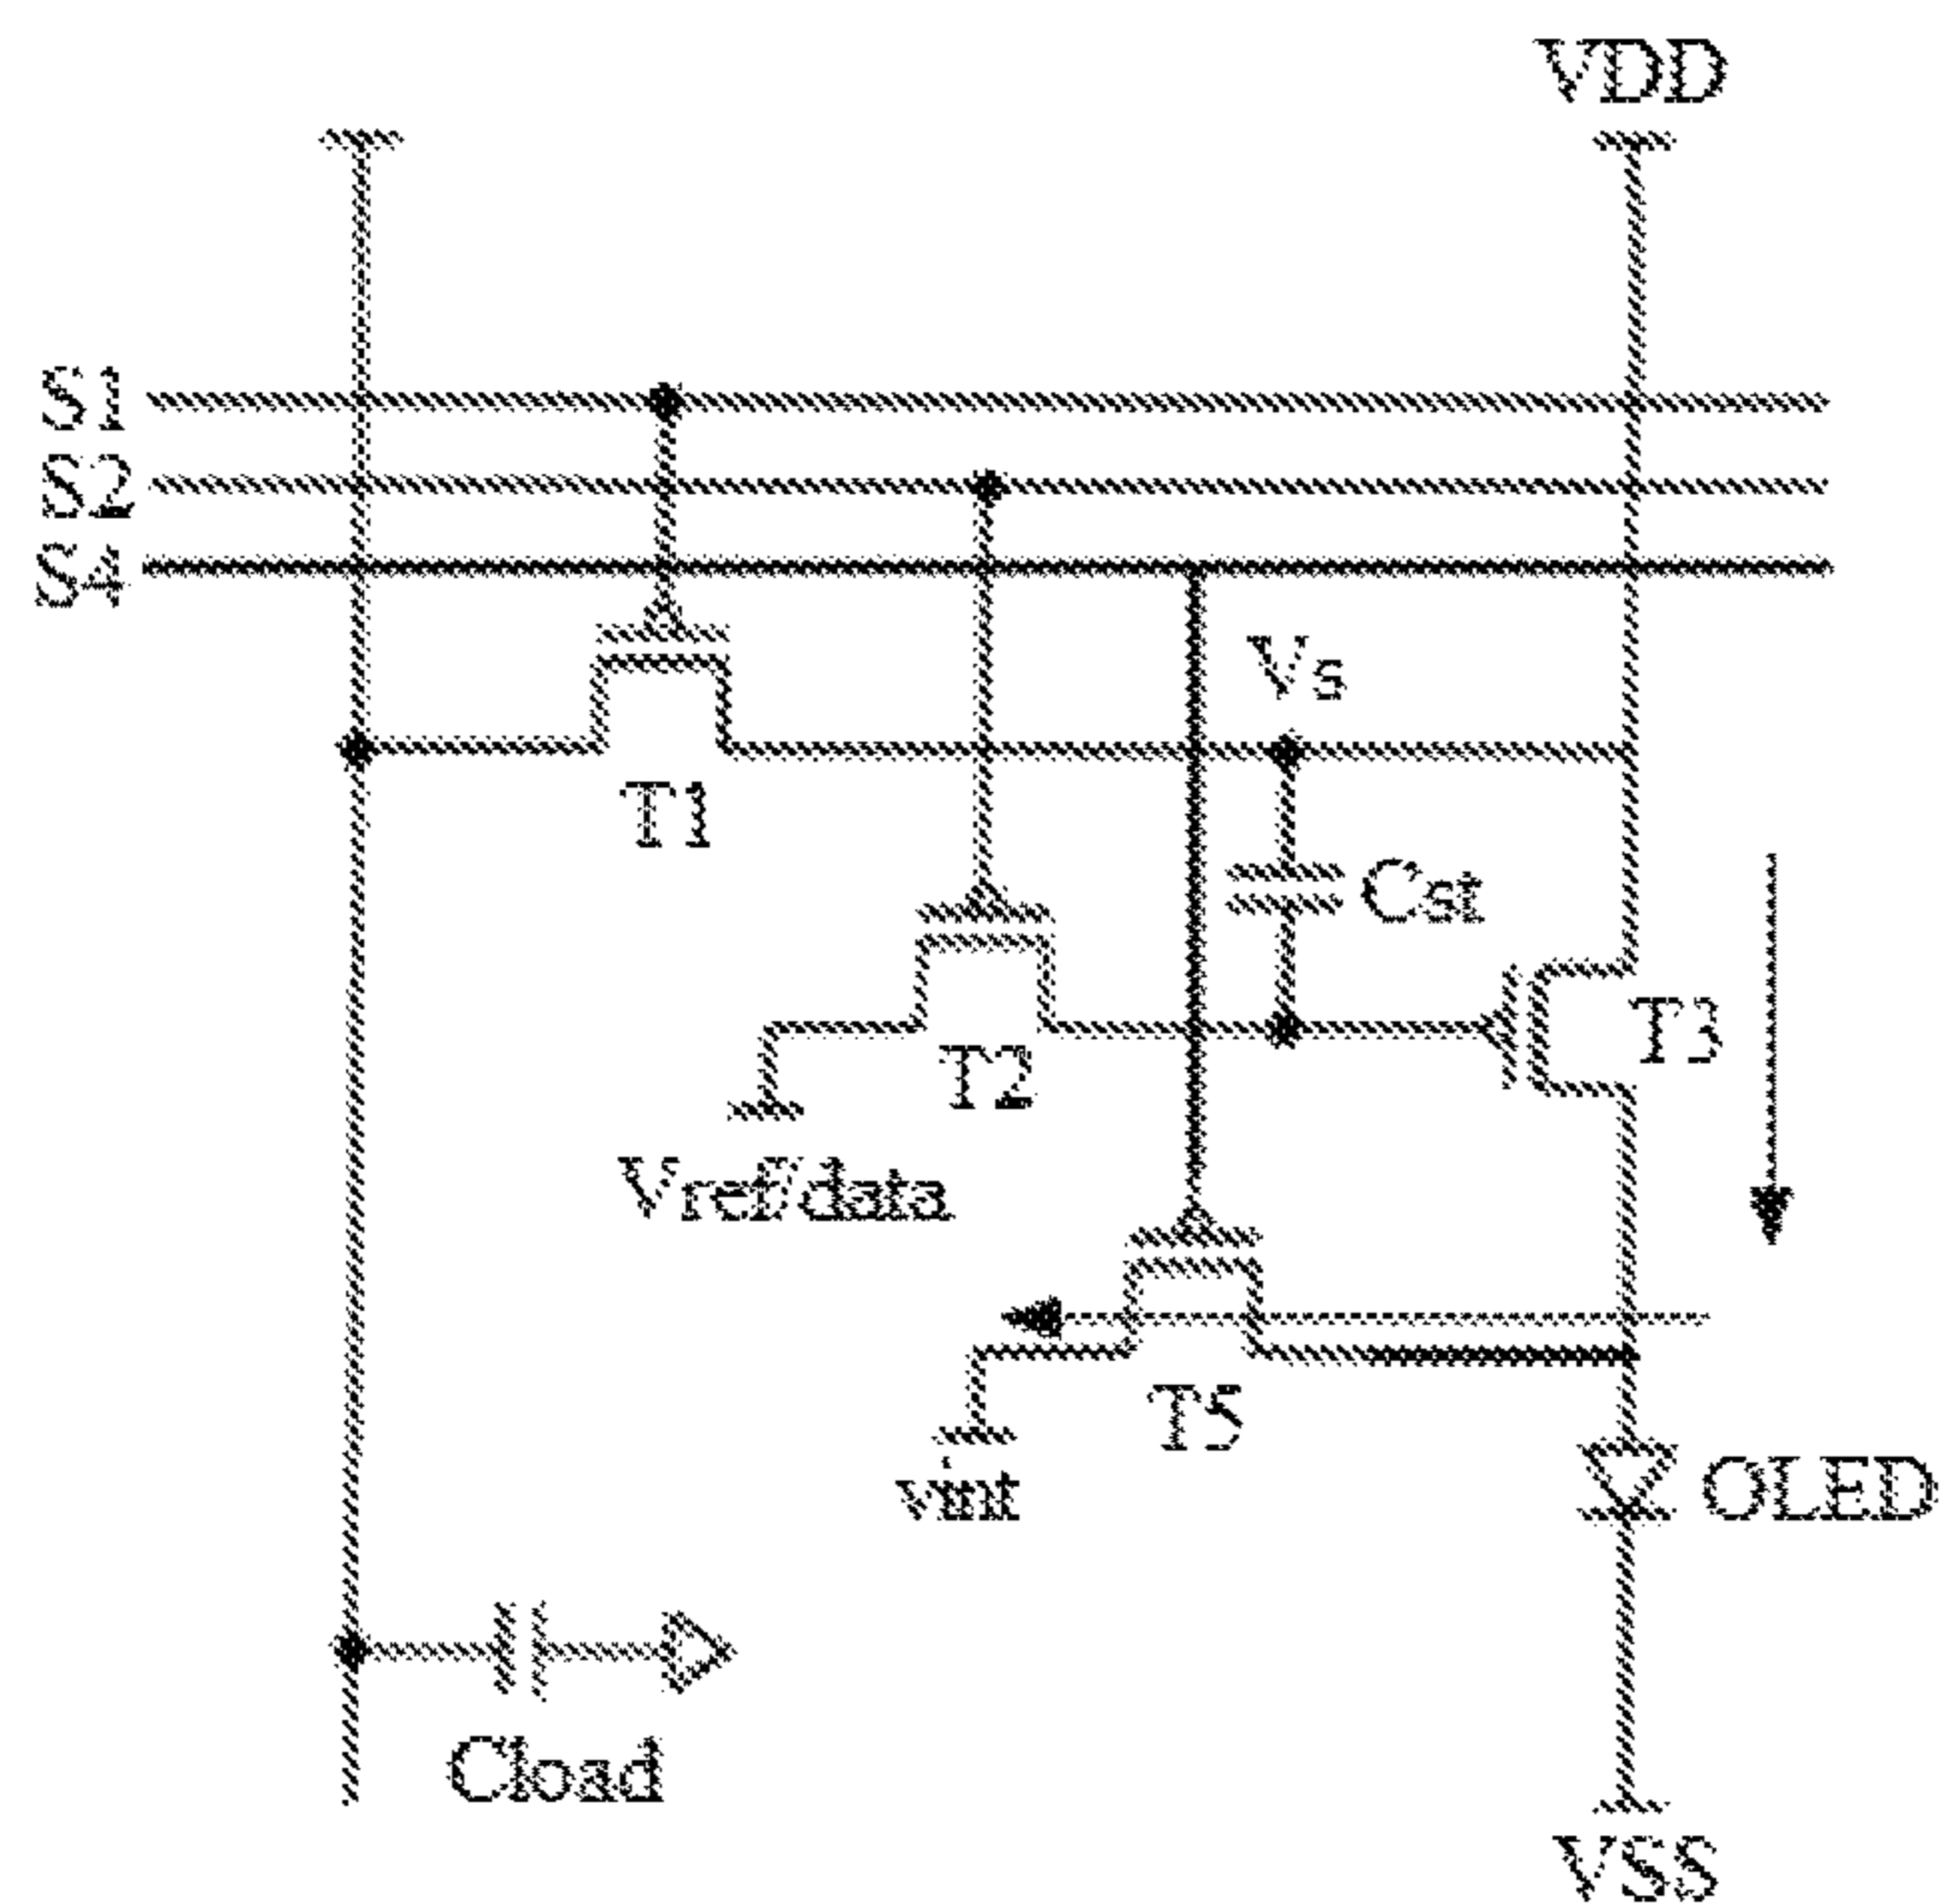 VDD
S1
S2
S4
Vs
T1
Cst
T3
T2
Vref/data
T5
OLED
vint
Cload
VSS